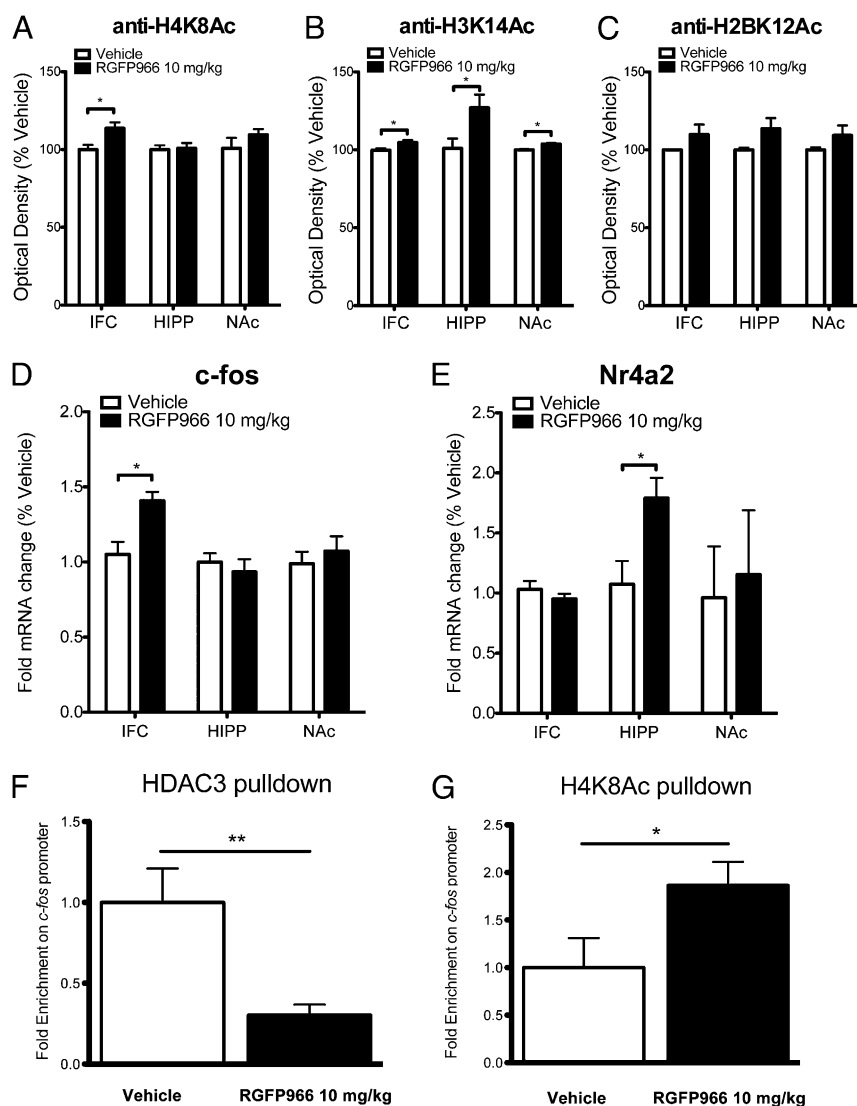 A
anti-H4K8Ac
Vehicle
RGFP966 10 mg/kg
Optical Density (% Vehicle)
150
100
50
0
*
IFC
HIPP
NAc
B
anti-H3K14Ac
Vehicle
RGFP966 10 mg/kg
Optical Density (% Vehicle)
150
100
50
0
*
*
*
IFC
HIPP
NAc
C
anti-H2BK12Ac
Vehicle
RGFP966 10 mg/kg
Optical Density (% Vehicle)
150
100
50
0
IFC
HIPP
NAc
D
c-fos
Vehicle
RGFP966 10 mg/kg
Fold mRNA change (% Vehicle)
2.0
1.5
1.0
0.5
0.0
*
IFC
HIPP
NAc
E
Nr4a2
Vehicle
RGFP966 10 mg/kg
Fold mRNA change (% Vehicle)
2.5
2.0
1.5
1.0
0.5
0.0
*
IFC
HIPP
NAc
F
HDAC3 pulldown
Fold Enrichment on c-fos promoter
1.5
1.0
0.5
0.0
**
Vehicle
RGFP966 10 mg/kg
G
H4K8Ac pulldown
Fold Enrichment on c-fos promoter
2.5
2.0
1.5
1.0
0.5
0.0
*
Vehicle
RGFP966 10 mg/kg